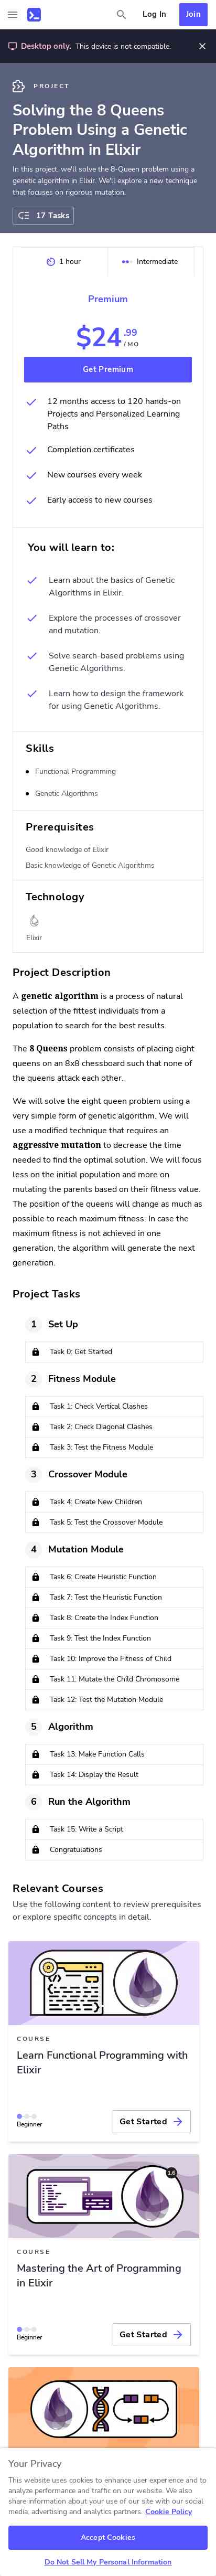 Log In
Join
Desktop only. This device is not compatible.
PROJECT
Solving the 8 Queens
Problem Using a Genetic
Algorithm in Elixir
In this project, we'll solve the 8-Queen problem using a
genetic algorithm in Elixir. We'll explore a new technique
that focuses on rigorous mutation.
17 Tasks
1 hour
Intermediate
Premium
$24.99
/MO
Get Premium
12 months access to 120 hands-on
Projects and Personalized Learning
Paths
Completion certificates
New courses every week
Early access to new courses
You will learn to:
Learn about the basics of Genetic
Algorithms in Elixir.
Explore the processes of crossover
and mutation.
Solve search-based problems using
Genetic Algorithms.
Learn how to design the framework
for using Genetic Algorithms.
Skills
Functional Programming
Genetic Algorithms
Prerequisites
Good knowledge of Elixir
Basic knowledge of Genetic Algorithms
Technology
Elixir
Project Description
A genetic algorithm is a process of natural
selection of the fittest individuals from a
population to search for the best results.
The 8 Queens problem consists of placing eight
queens on an 8x8 chessboard such that none of
the queens attack each other.
We will solve the eight queen problem using a
very simple form of genetic algorithm. We will
use a modified technique that requires an
aggressive mutation to decrease the time
needed to find the optimal solution. We will focus
less on the initial population and more on
mutating the parents based on their fitness value.
The position of the queens will change as much as
possible to reach maximum fitness. In case the
maximum fitness is not achieved in one
generation, the algorithm will generate the next
generation.
Project Tasks
1 Set Up
Task 0: Get Started
2 Fitness Module
Task 1: Check Vertical Clashes
Task 2: Check Diagonal Clashes
Task 3: Test the Fitness Module
3 Crossover Module
Task 4: Create New Children
Task 5: Test the Crossover Module
4 Mutation Module
Task 6: Create Heuristic Function
Task 7: Test the Heuristic Function
Task 8: Create the Index Function
Task 9: Test the Index Function
Task 10: Improve the Fitness of Child
Task 11: Mutate the Child Chromosome
Task 12: Test the Mutation Module
5 Algorithm
Task 13: Make Function Calls
Task 14: Display the Result
6 Run the Algorithm
Task 15: Write a Script
Congratulations
Relevant Courses
Use the following content to review prerequisites
or explore specific concepts in detail.
COURSE
Learn Functional Programming with
Elixir
Beginner
Get Started
COURSE
Mastering the Art of Programming
in Elixir
Beginner
Get Started
Your Privacy
This website uses cookies to enhance user experience and to
analyze performance and traffic on our website. We also
share information about your use of our site with our social
media, advertising and analytics partners. Cookie Policy
Accept Cookies
Do Not Sell My Personal Information